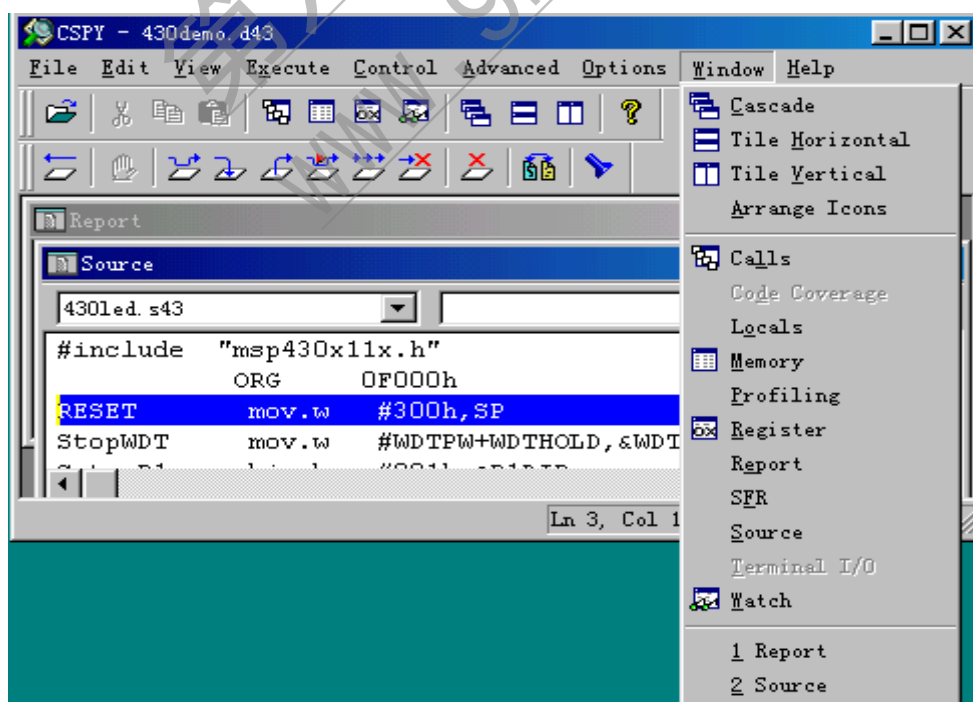 CSPY - 430demo.d43
File Edit View Execute Control Advanced Options Window Help
Report
Source
430led.s43
#include "msp430x11x.h"
ORG 0F000h
RESET mov.w #300h,SP
StopWDT mov.w #WDTPW+WDTHOLD,&WDT
Ln 3, Col 1
Cascade
Tile Horizontal
Tile Vertical
Arrange Icons
Calls
Code Coverage
Locals
Memory
Profiling
Register
Report
SFR
Source
Terminal I/O
Watch
1 Report
2 Source